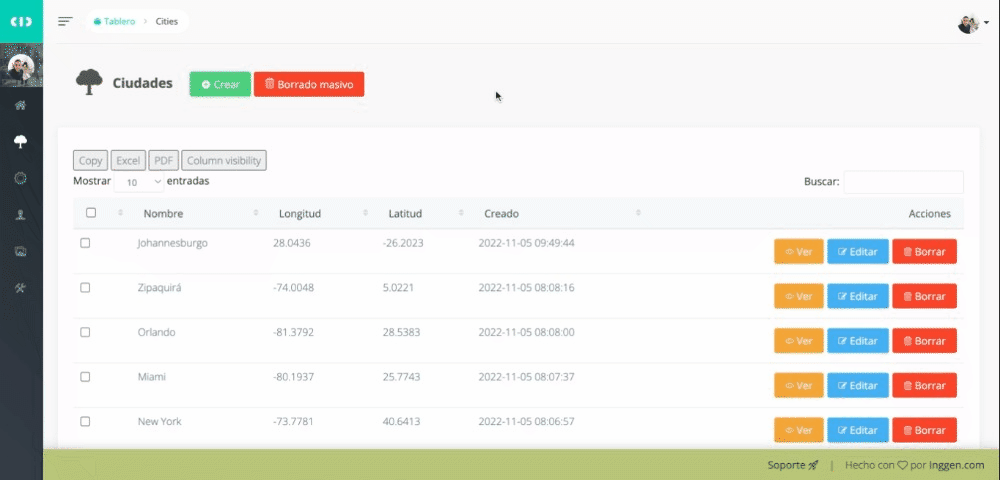 Tablero > Cities
Ciudades Crear Borrado masivo
Copy Excel PDF Column visibility
Mostrar 10 entradas Buscar:
Nombre Longitud Latitud Creado Acciones
Johannesburgo 28.0436 -26.2023 2022-11-05 09:49:44 Ver Editar Borrar
Zipaquirá -74.0048 5.0221 2022-11-05 08:08:16 Ver Editar Borrar
Orlando -81.3792 28.5383 2022-11-05 08:08:00 Ver Editar Borrar
Miami -80.1937 25.7743 2022-11-05 08:07:37 Ver Editar Borrar
New York -73.7781 40.6413 2022-11-05 08:06:57 Ver Editar Borrar
Soporte | Hecho con ♡ por Inggen.com